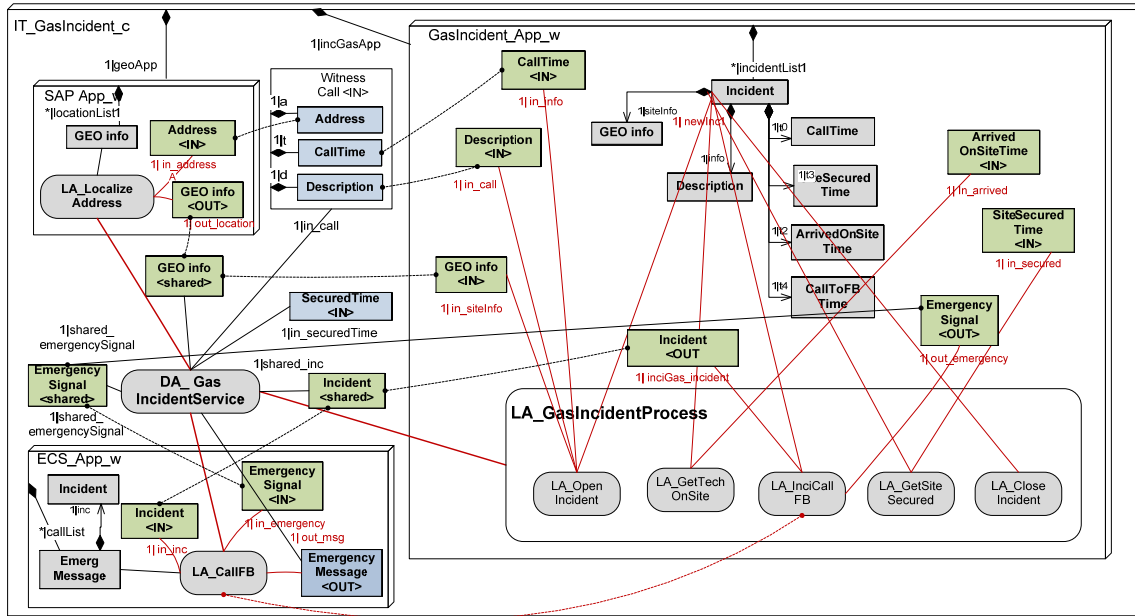 IT_GasIncident_c
1|geoApp
1|incGasApp
SAP App_w
*|locationList1
GEO info
Address
<IN>
1| in_address
A
LA_Localize
Address
GEO info
<OUT>
1| out_location
GEO info
<shared>
Witness
Call <IN>
1|a
Address
1|t
CallTime
1|d
Description
1|in_call
SecuredTime
<IN>
1|in_securedTime
1|shared_
emergencySignal
Emergency
Signal
<shared>
1|shared_
emergencySignal
DA_ Gas
IncidentService
1|shared_inc
Incident
<shared>
ECS_App_w
Incident
1|inc
*|callList
Emerg
Message
Incident
<IN>
1| in_inc
Emergency
Signal
<IN>
1| in_emergency
1| out_msg
LA_CallFB
Emergency
Message
<OUT>
GasIncident_App_w
CallTime
<IN>
1| in_info
Description
<IN>
1| in_call
GEO info
<IN>
1| in_siteInfo
*|incidentList1
Incident
1|siteInfo
1| newInc1
GEO info
1|info
Description
1|t0
CallTime
1|t3
eSecured
Time
1|t2
ArrivedOnSite
Time
1|t4
CallToFB
Time
Arrived
OnSiteTime
<IN>
1| In_arrived
SiteSecured
Time
<IN>
1| in_secured
Emergency
Signal
<OUT>
1| out_emergency
Incident
<OUT
1| inciGas_incident
LA_GasIncidentProcess
LA_Open
Incident
LA_GetTech
OnSite
LA_InciCall
FB
LA_GetSite
Secured
LA_Close
Incident